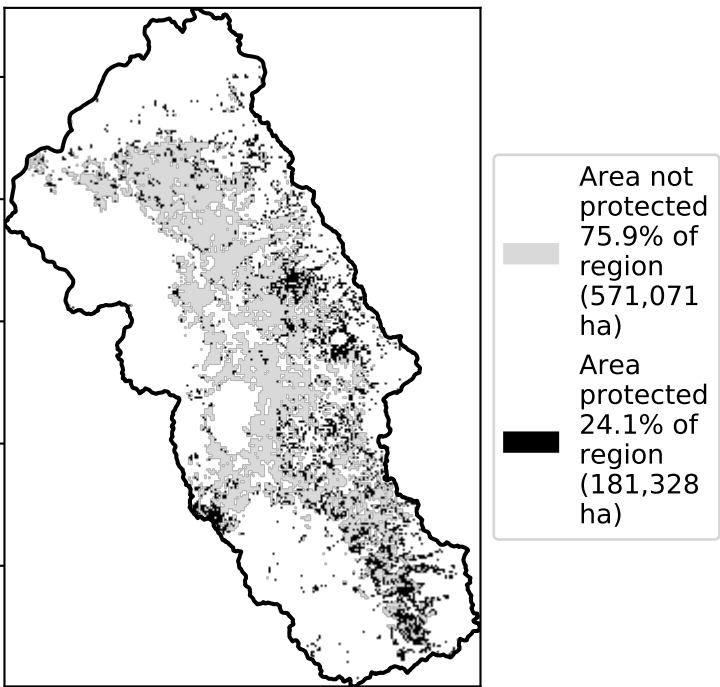 Area not
protected
75.9% of
region
(571,071
ha)
Area
protected
24.1% of
region
(181,328
ha)